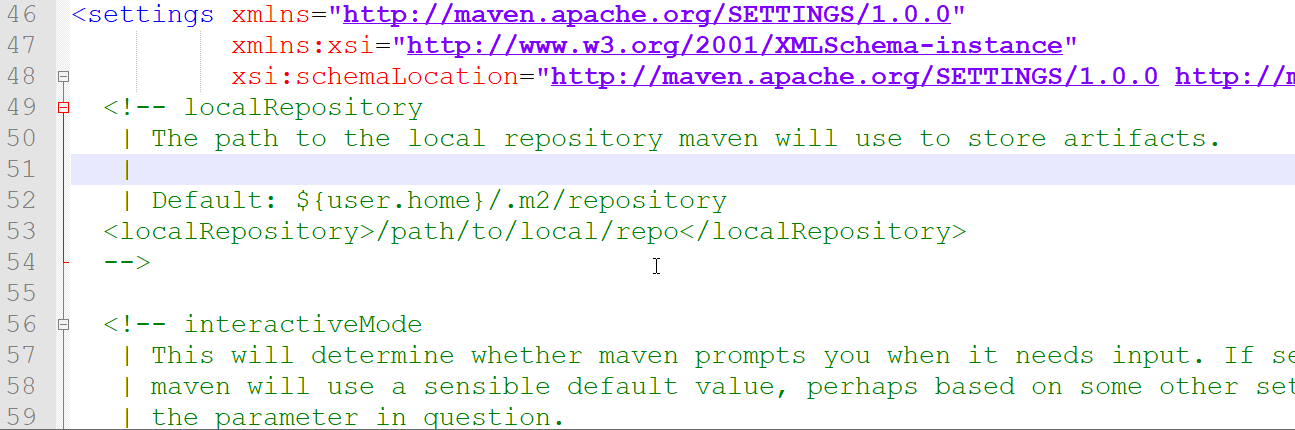 46 <settings xmlns="http://maven.apache.org/SETTINGS/1.0.0"
47 xmlns:xsi="http://www.w3.org/2001/XMLSchema-instance"
48 xsi:schemaLocation="http://maven.apache.org/SETTINGS/1.0.0 http://m
49 <!-- localRepository
50 | The path to the local repository maven will use to store artifacts.
51 |
52 | Default: ${user.home}/.m2/repository
53 <localRepository>/path/to/local/repo</localRepository>
54 -->
55
56 <!-- interactiveMode
57 | This will determine whether maven prompts you when it needs input. If se
58 | maven will use a sensible default value, perhaps based on some other set
59 | the parameter in question.